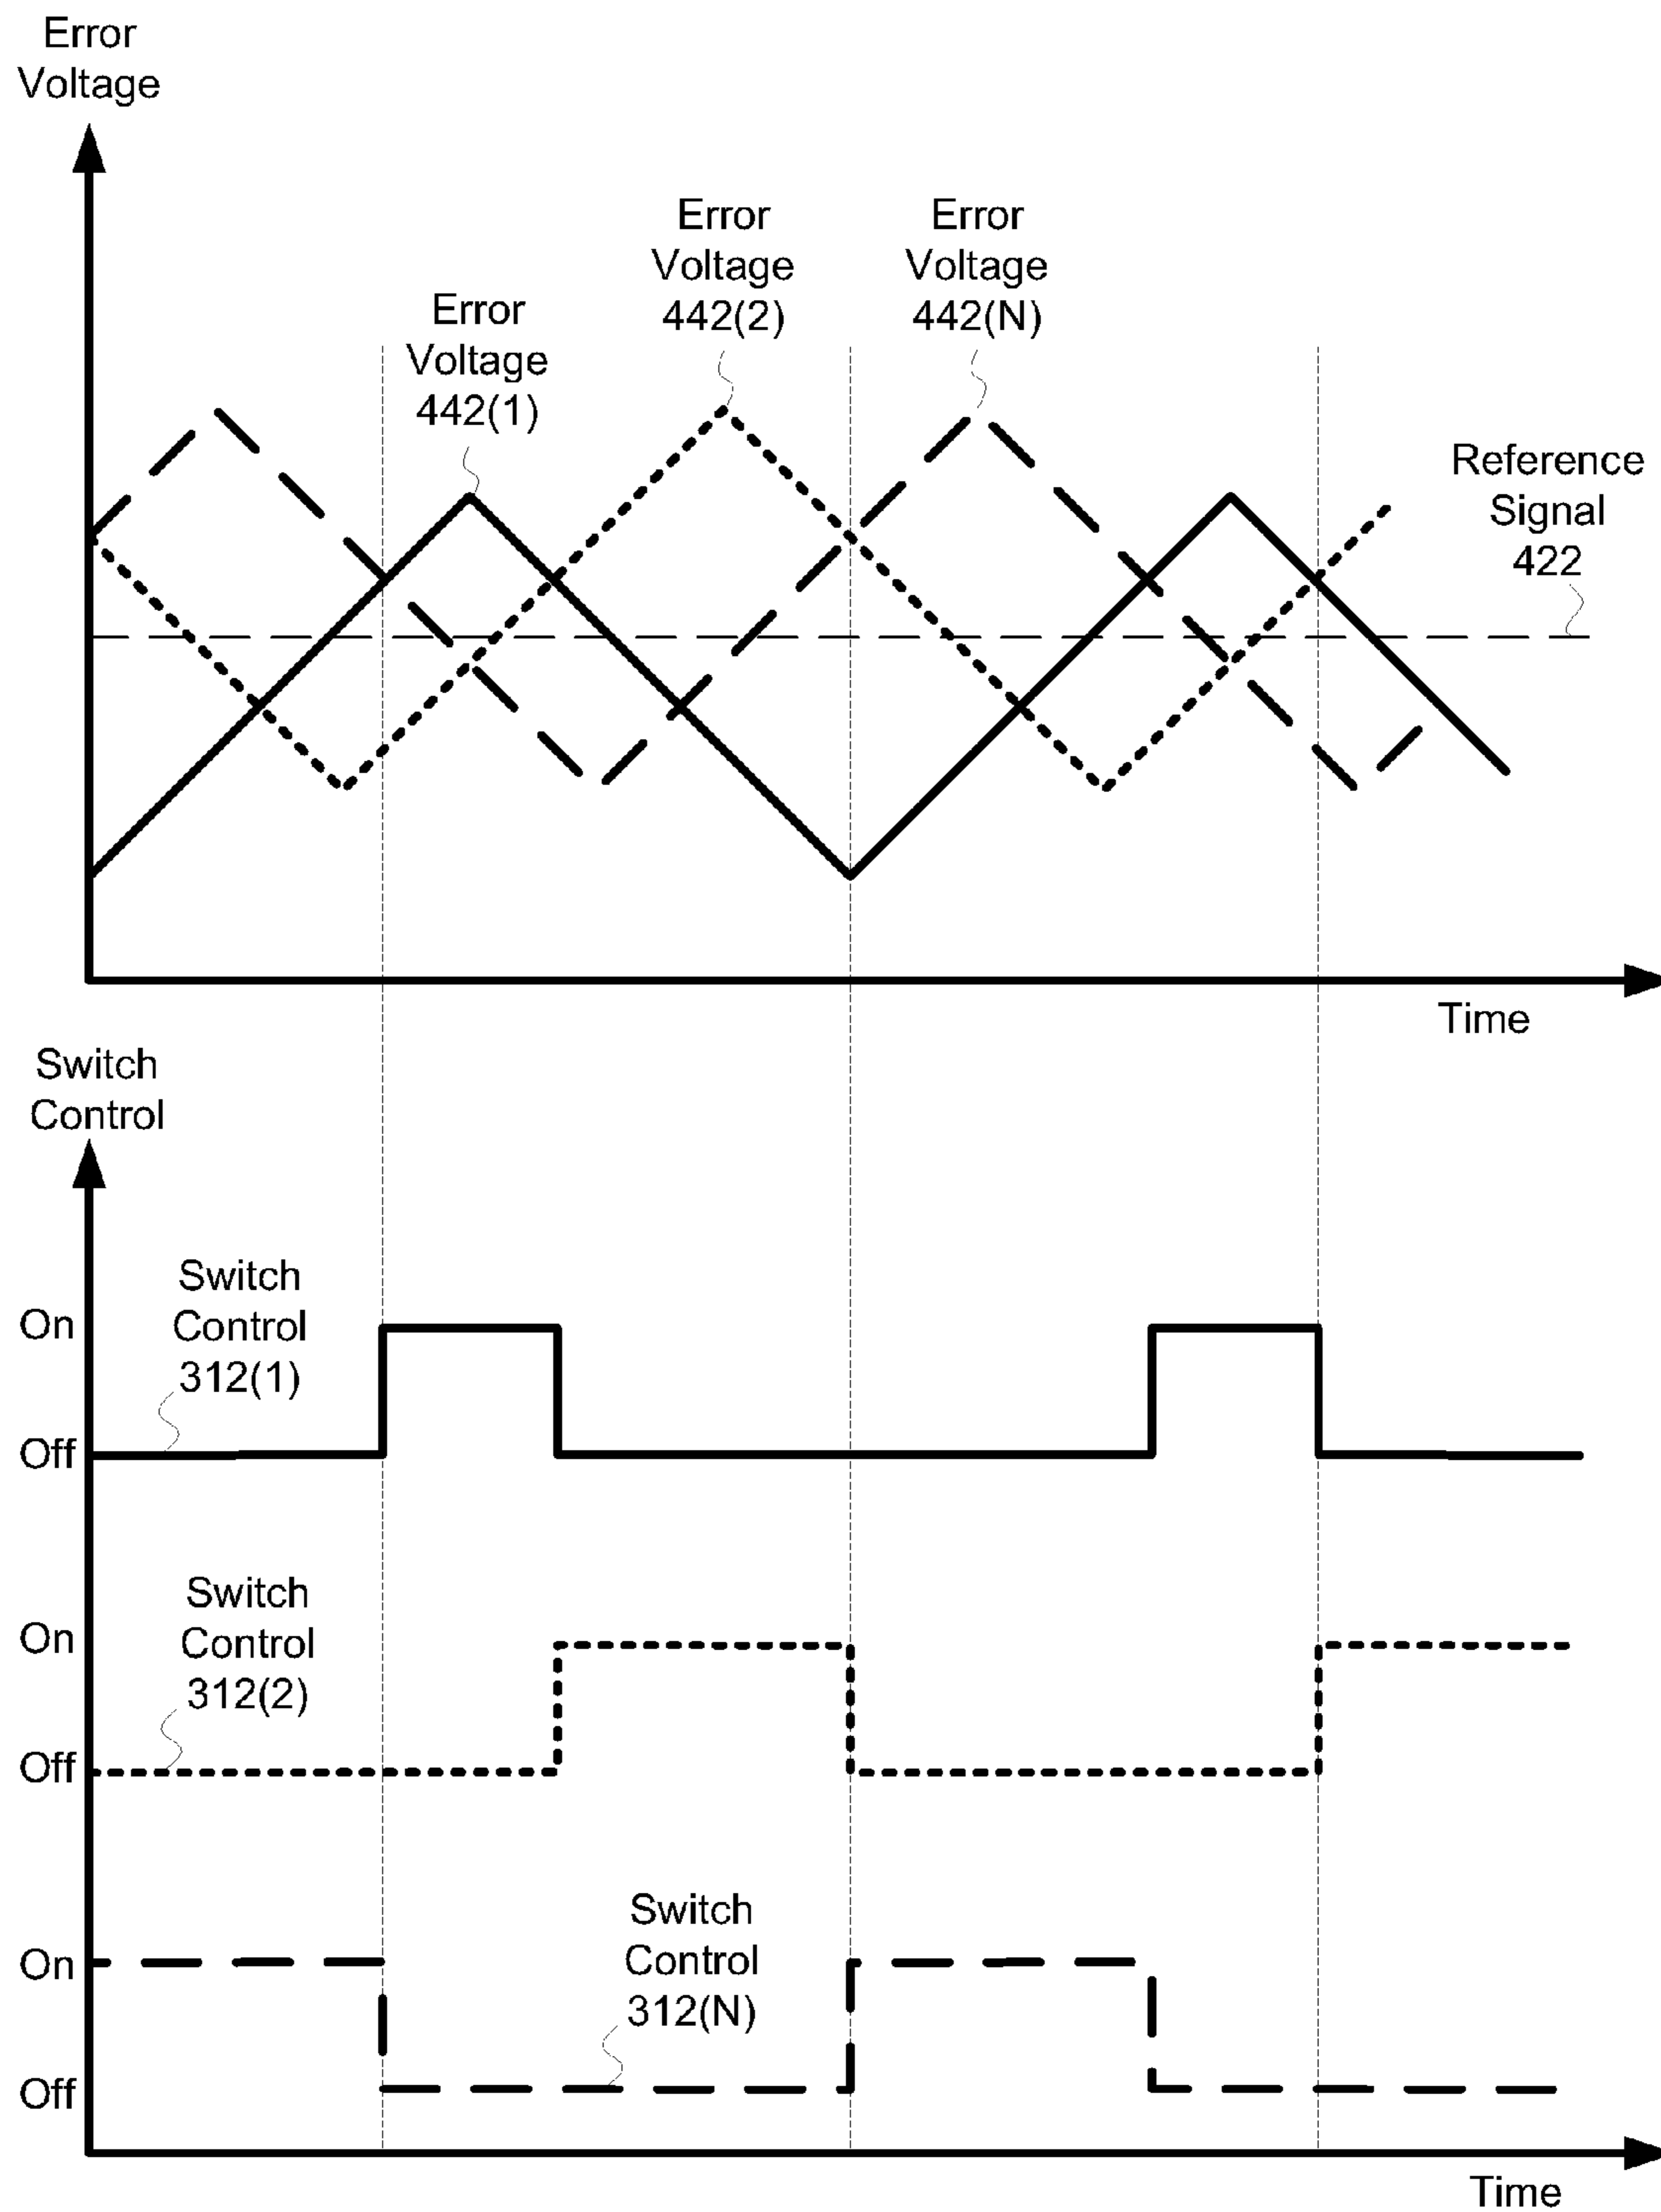 Error
Voltage
Error
Voltage
442(1)
Error
Voltage
442(2)
Error
Voltage
442(N)
Reference
Signal
422
Time
Switch
Control
Switch
Control
312(1)
On
Off
Switch
Control
312(2)
On
Off
Switch
Control
312(N)
On
Off
Time